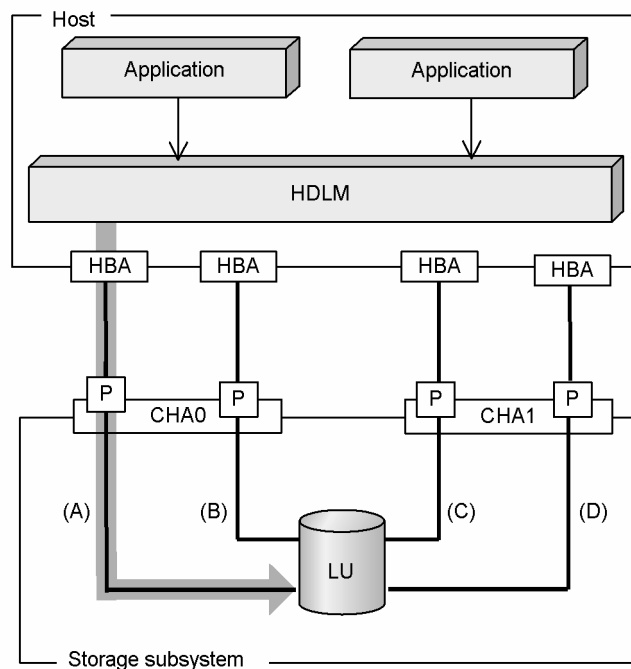 Host
Application
Application
HDLM
HBA
HBA
HBA
HBA
P
P
P
P
CHA0
CHA1
(A)
(B)
(C)
(D)
LU
Storage subsystem